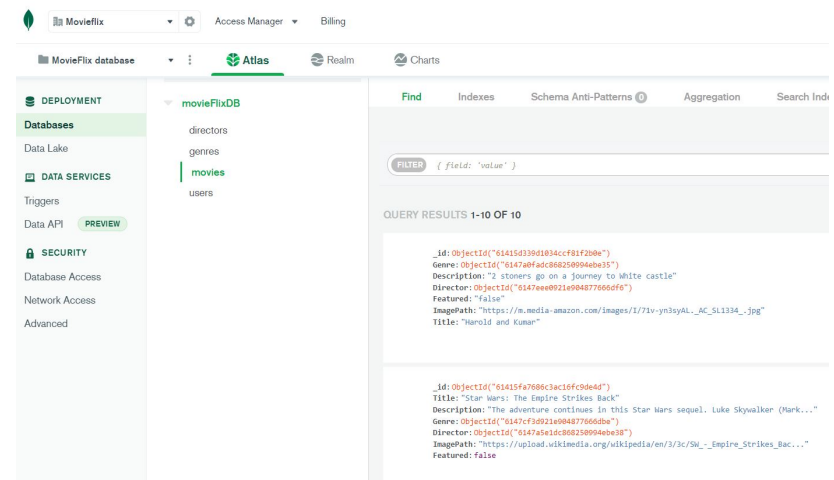 Movieflix
Access Manager
Billing
MovieFlix database
Atlas
Realm
Charts
DEPLOYMENT
Databases
Data Lake
DATA SERVICES
Triggers
Data API PREVIEW
SECURITY
Database Access
Network Access
Advanced
movieFlixDB
directors
genres
movies
users
Find Indexes Schema Anti-Patterns 0 Aggregation Search Inde
FILTER { field: 'value' }
QUERY RESULTS 1-10 OF 10
_id: ObjectId("61415d339d1034ccf81f2b0e")
Genre: ObjectId("6147a0fadc868250994ebe35")
Description: "2 stoners go on a journey to White castle"
Director: ObjectId("6147eee0921e904877666df6")
Featured: "false"
ImagePath: "https://m.media-amazon.com/images/I/71v-yn3syAL._AC_SL1334_.jpg"
Title: "Harold and Kumar"
_id: ObjectId("61415fa7686c3ac16fc9de4d")
Title: "Star Wars: The Empire Strikes Back"
Description: "The adventure continues in this Star Wars sequel. Luke Skywalker (Mark..."
Genre: ObjectId("6147cf3d921e904877666dbe")
Director: ObjectId("6147a5e1dc868250994ebe38")
ImagePath: "https://upload.wikimedia.org/wikipedia/en/3/3c/SW_-_Empire_Strikes_Bac..."
Featured: false